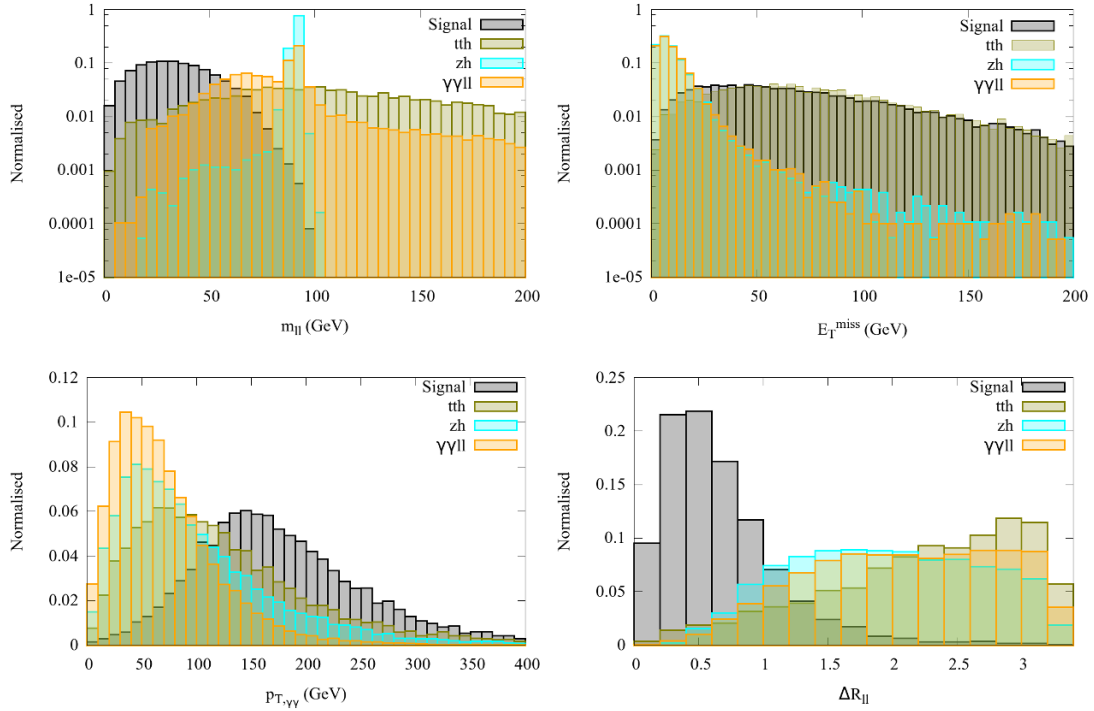 1
0.1
0.01
0.001
0.0001
1e-05
Normalised
0 50 100 150 200
m_ll (GeV)
Signal
tth
zh
γγll
1
0.1
0.01
0.001
0.0001
1e-05
Normalised
0 50 100 150 200
E_T^miss (GeV)
Signal
tth
zh
γγll
0.12
0.1
0.08
0.06
0.04
0.02
0
Normalised
0 50 100 150 200 250 300 350 400
p_T,γγ (GeV)
Signal
tth
zh
γγll
0.25
0.2
0.15
0.1
0.05
0
Normalised
0 0.5 1 1.5 2 2.5 3
ΔR_ll
Signal
tth
zh
γγll